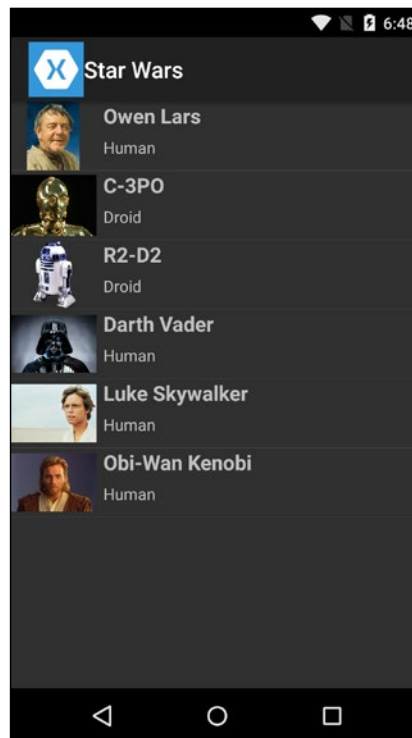 6:48
Star Wars
Owen Lars
Human
C-3PO
Droid
R2-D2
Droid
Darth Vader
Human
Luke Skywalker
Human
Obi-Wan Kenobi
Human